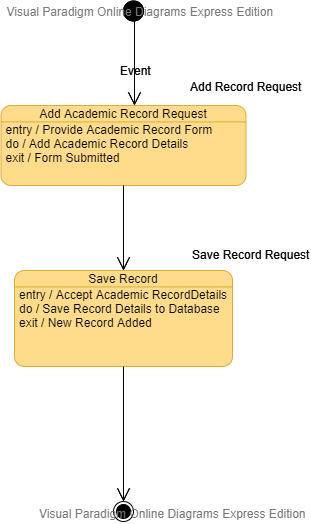 Visual Paradigm Online Diagrams Express Edition
Event
Add Record Request
Add Academic Record Request
entry / Provide Academic Record Form
do / Add Academic Record Details
exit / Form Submitted
Save Record Request
Save Record
entry / Accept Academic RecordDetails
do / Save Record Details to Database
exit / New Record Added
Visual Paradigm Online Diagrams Express Edition